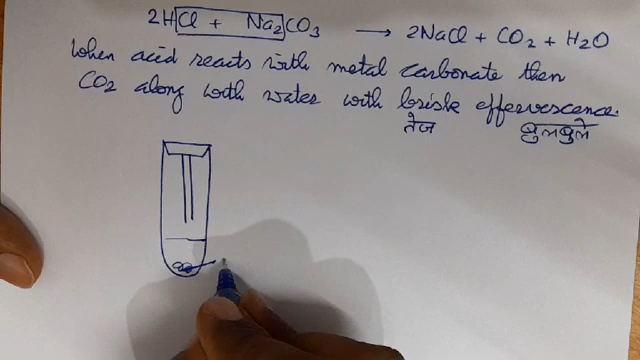 2HCl + Na₂CO₃ → 2NaCl + CO₂ + H₂O
When acid reacts with metal carbonate then
CO₂ along with water with brisk effervescence.
तेज बुलबुले